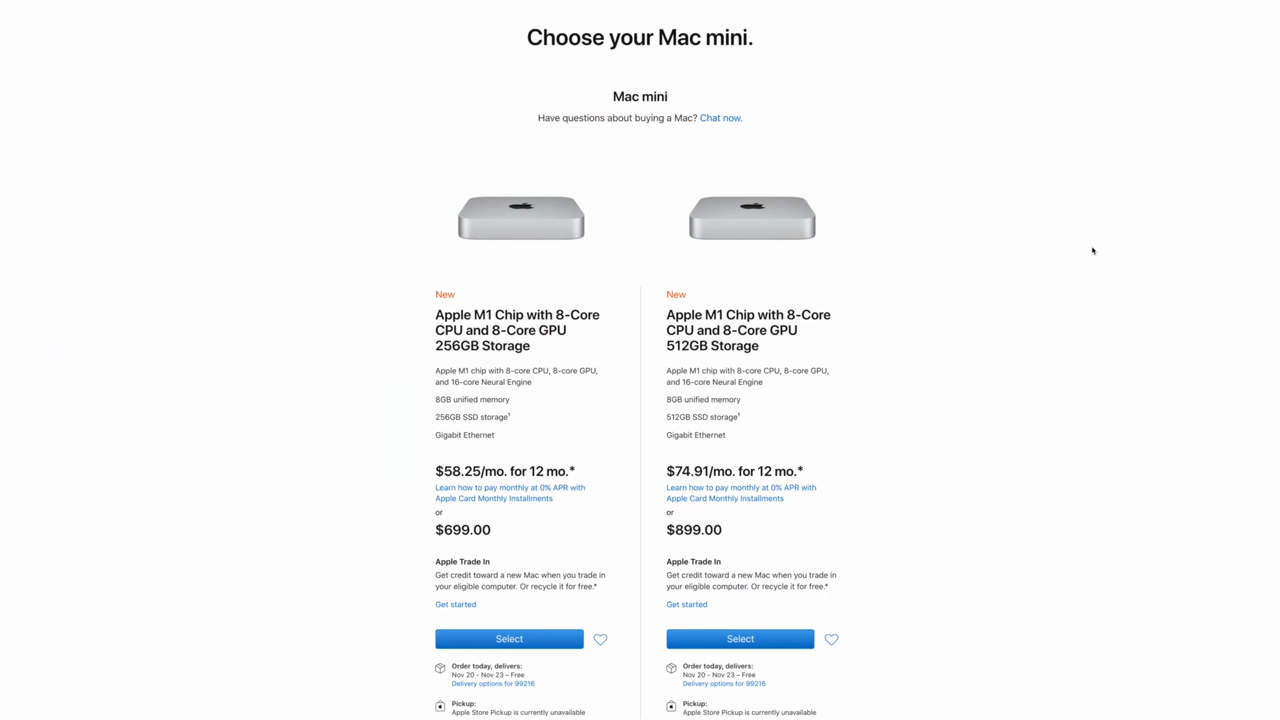 Choose your Mac mini.
Mac mini
Have questions about buying a Mac? Chat now.
New
Apple M1 Chip with 8-Core
CPU and 8-Core GPU
256GB Storage
Apple M1 chip with 8-core CPU, 8-core GPU,
and 16-core Neural Engine
8GB unified memory
256GB SSD storage¹
Gigabit Ethernet
$58.25/mo. for 12 mo.*
Learn how to pay monthly at 0% APR with
Apple Card Monthly Installments
or
$699.00
Apple Trade In
Get credit toward a new Mac when you trade in
your eligible computer. Or recycle it for free.*
Get started
Select
Order today, delivers:
Nov 20 - Nov 23 – Free
Delivery options for 99216
Pickup:
Apple Store Pickup is currently unavailable
New
Apple M1 Chip with 8-Core
CPU and 8-Core GPU
512GB Storage
Apple M1 chip with 8-core CPU, 8-core GPU,
and 16-core Neural Engine
8GB unified memory
512GB SSD storage¹
Gigabit Ethernet
$74.91/mo. for 12 mo.*
Learn how to pay monthly at 0% APR with
Apple Card Monthly Installments
or
$899.00
Apple Trade In
Get credit toward a new Mac when you trade in
your eligible computer. Or recycle it for free.*
Get started
Select
Order today, delivers:
Nov 20 - Nov 23 – Free
Delivery options for 99216
Pickup:
Apple Store Pickup is currently unavailable